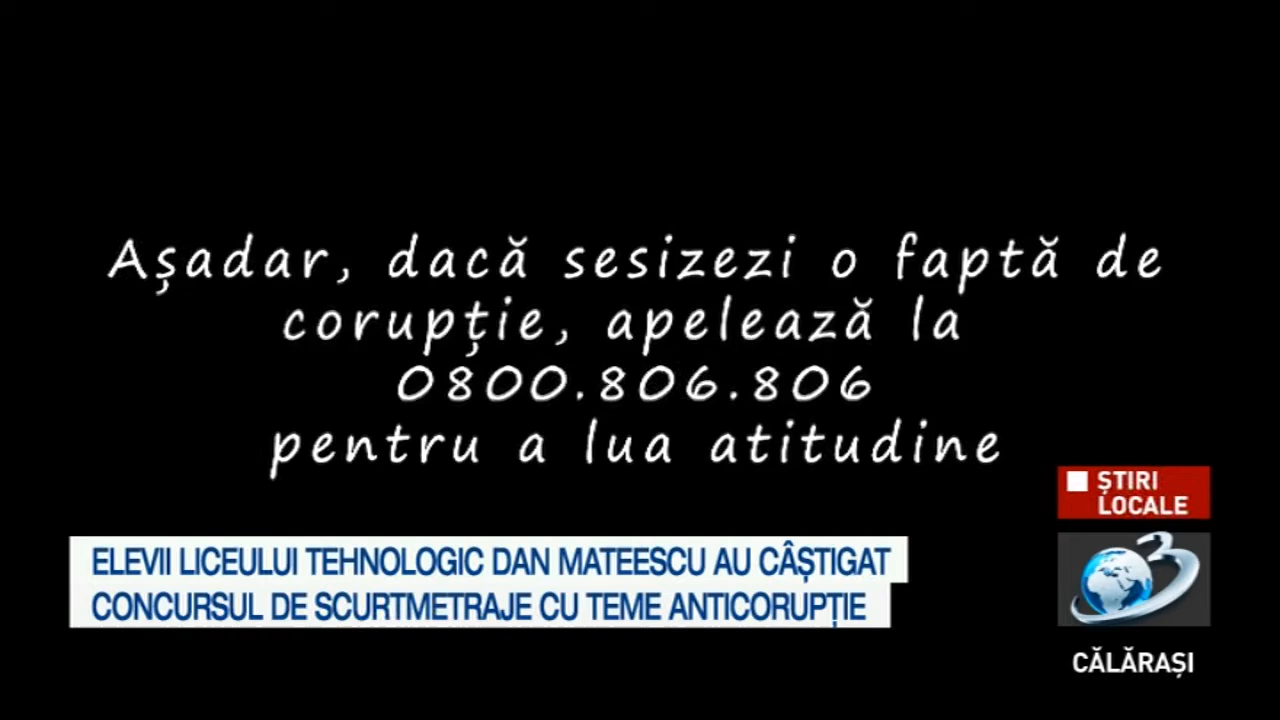 Așadar, dacă sesizezi o faptă de
corupție, apelează la
0800.806.806
pentru a lua atitudine
ȘTIRI
LOCALE
ELEVII LICEULUI TEHNOLOGIC DAN MATEESCU AU CÂȘTIGAT
CONCURSUL DE SCURTMETRAJE CU TEME ANTICORUPȚIE
3
CĂLĂRAȘI